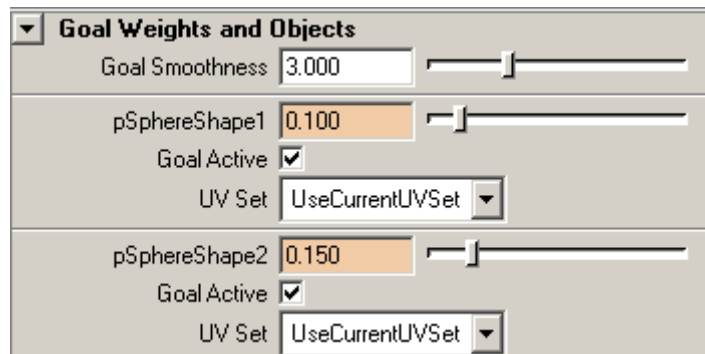 Goal Weights and Objects
Goal Smoothness 3.000
pSphereShape1 0.100
Goal Active
UV Set UseCurrentUVSet
pSphereShape2 0.150
Goal Active
UV Set UseCurrentUVSet